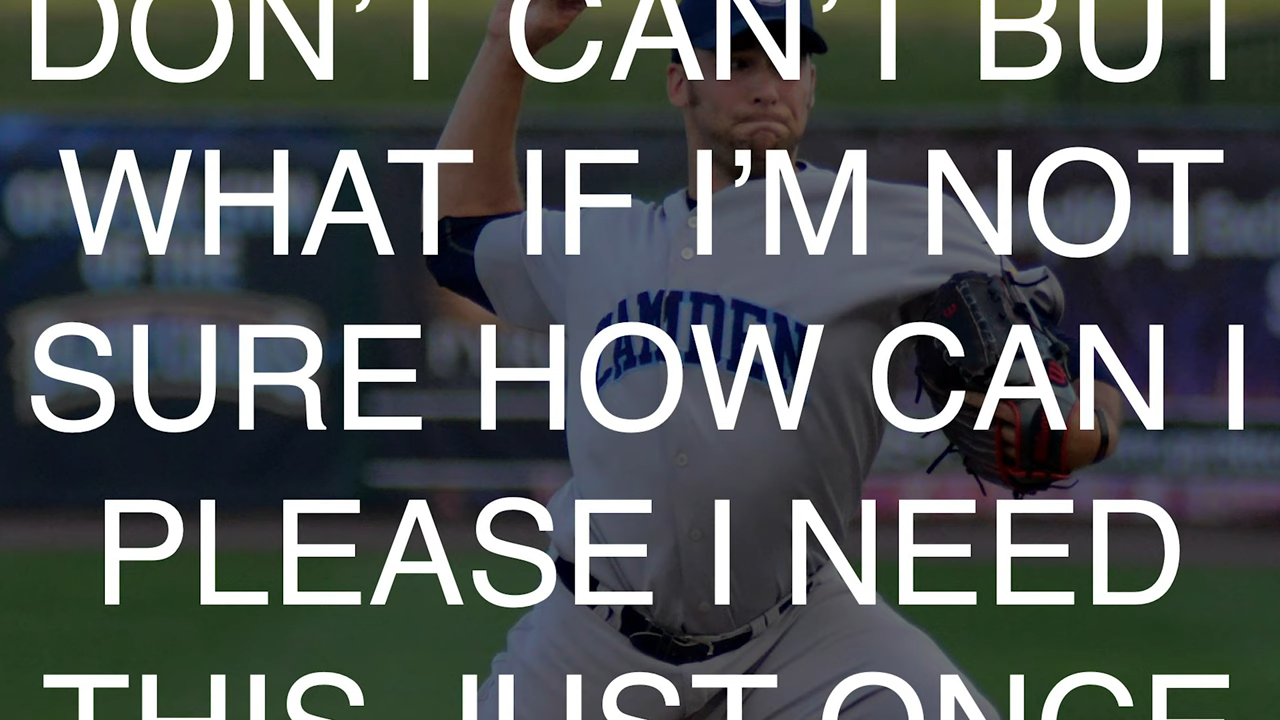 DON’T CAN’T BUT
WHAT IF I’M NOT
SURE HOW CAN I
PLEASE I NEED
THIS JUST ONCE
CAMDEN